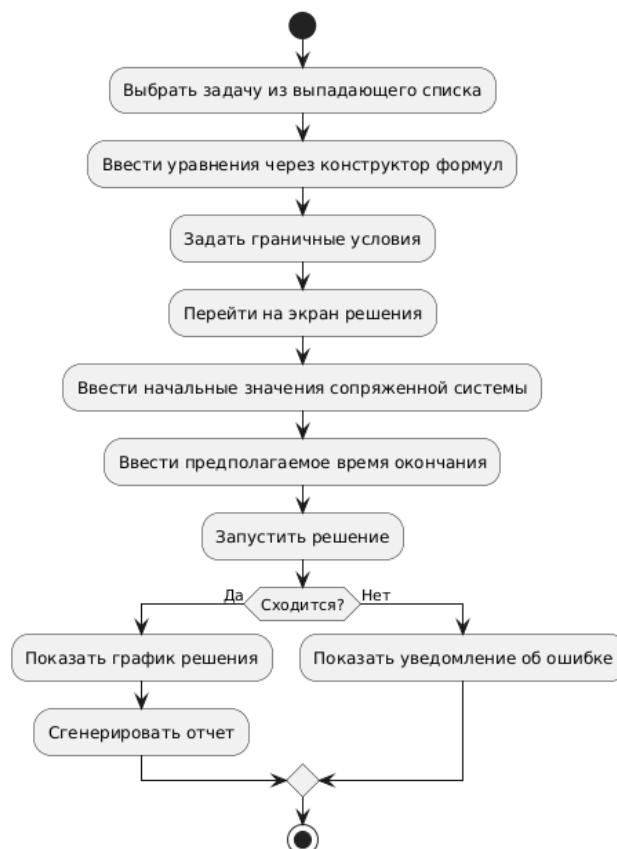 Выбрать задачу из выпадающего списка
Ввести уравнения через конструктор формул
Задать граничные условия
Перейти на экран решения
Ввести начальные значения сопряженной системы
Ввести предполагаемое время окончания
Запустить решение
Да
Сходится?
Нет
Показать график решения
Показать уведомление об ошибке
Сгенерировать отчет